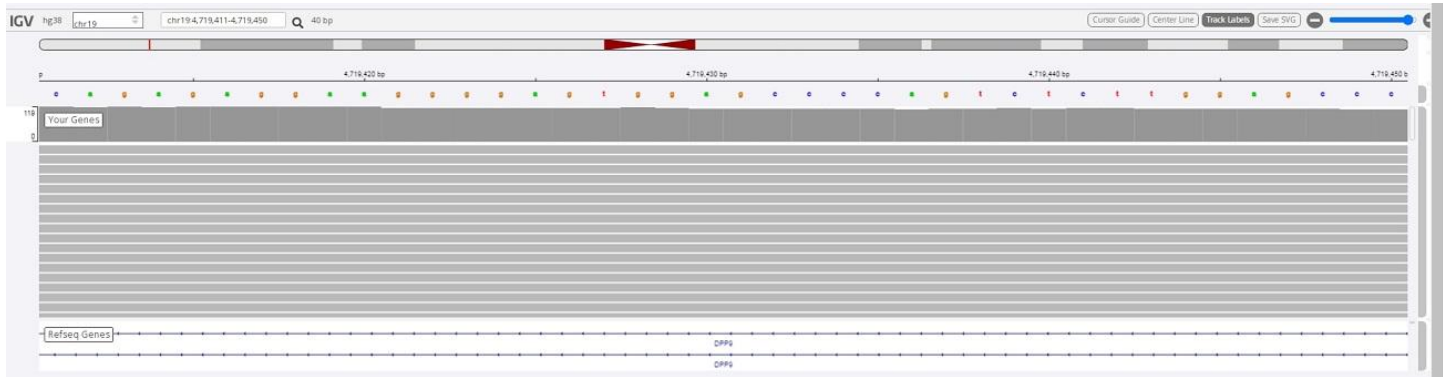 IGV hg38 chr19 chr19:4,719,411-4,719,450 40 bp Cursor Guide Center Line Track Labels Save SVG
p 4,719,420 bp 4,719,430 bp 4,719,440 bp 4,719,450 b
c a g a g a g g a a g g g g a g t g g a g c c c c a g t c t c t t g g a g c c c
119
Your Genes
0
Refseq Genes
DPP9
DPP9